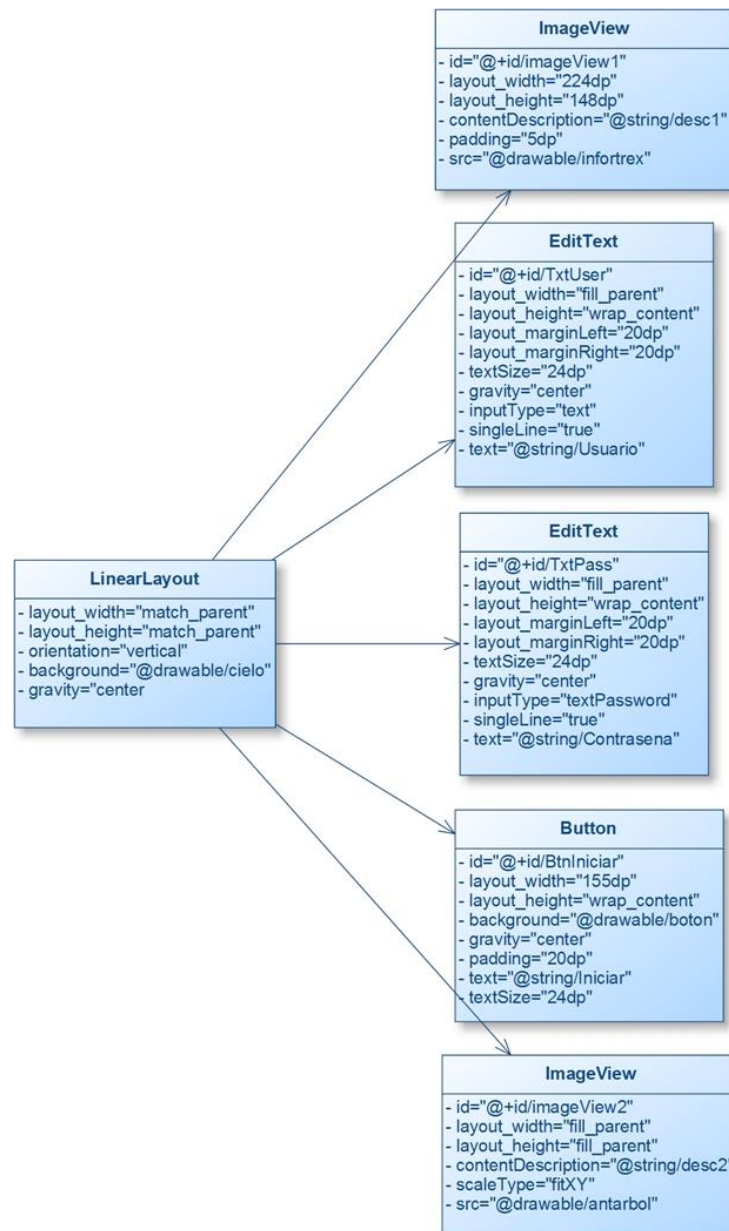 ImageView
- id="@+id/imageView1"
- layout_width="224dp"
- layout_height="148dp"
- contentDescription="@string/desc1"
- padding="5dp"
- src="@drawable/infortrex"
EditText
- id="@+id/TxtUser"
- layout_width="fill_parent"
- layout_height="wrap_content"
- layout_marginLeft="20dp"
- layout_marginRight="20dp"
- textSize="24dp"
- gravity="center"
- inputType="text"
- singleLine="true"
- text="@string/Usuario"
EditText
- id="@+id/TxtPass"
- layout_width="fill_parent"
- layout_height="wrap_content"
- layout_marginLeft="20dp"
- layout_marginRight="20dp"
- textSize="24dp"
- gravity="center"
- inputType="textPassword"
- singleLine="true"
- text="@string/Contrasena"
LinearLayout
- layout_width="match_parent"
- layout_height="match_parent"
- orientation="vertical"
- background="@drawable/cielo"
- gravity="center
Button
- id="@+id/BtnIniciar"
- layout_width="155dp"
- layout_height="wrap_content"
- background="@drawable/boton"
- gravity="center"
- padding="20dp"
- text="@string/Iniciar"
- textSize="24dp"
ImageView
- id="@+id/imageView2"
- layout_width="fill_parent"
- layout_height="fill_parent"
- contentDescription="@string/desc2"
- scaleType="fitXY"
- src="@drawable/antarbol"